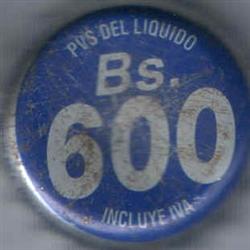 PVS DEL LIQUIDO
Bs.
600
INCLUYE IVA